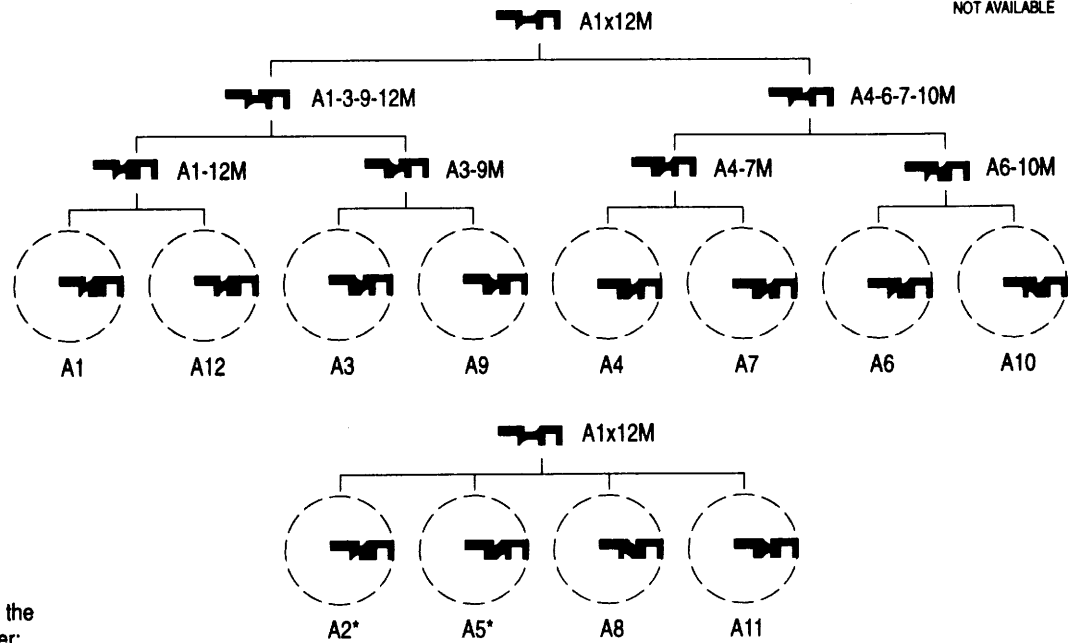 NOT AVAILABLE
A1x12M
A1-3-9-12M
A4-6-7-10M
A1-12M
A3-9M
A4-7M
A6-10M
A1
A12
A3
A9
A4
A7
A6
A10
A1x12M
A2*
A5*
A8
A11
the
er: